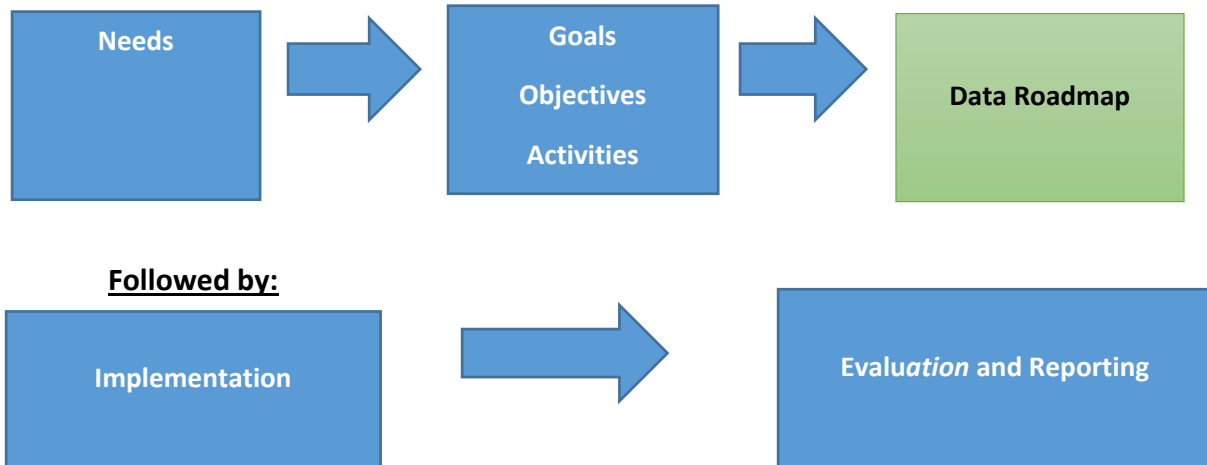 Needs
Goals
Objectives
Activities
Data Roadmap
Followed by:
Implementation
Evaluation and Reporting